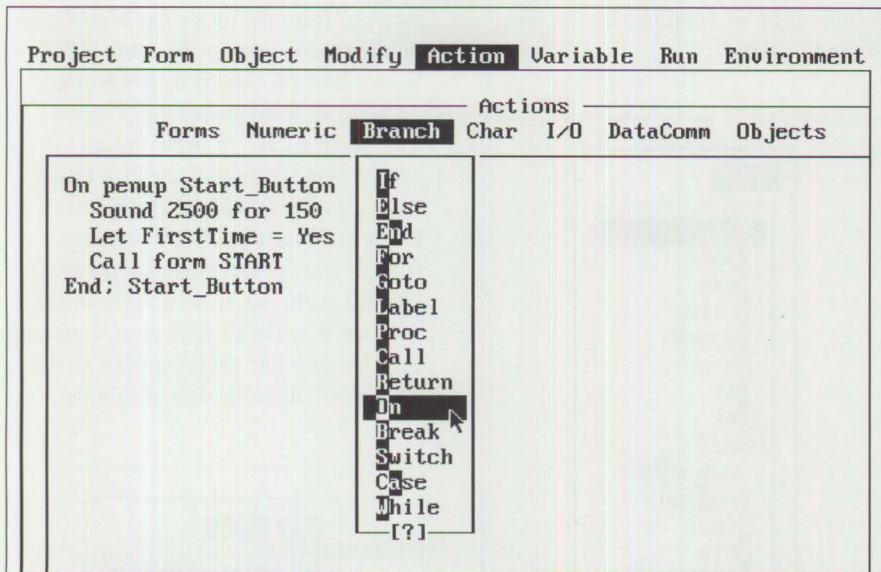 Project Form Object Modify Action Variable Run Environment
Actions
Forms Numeric Branch Char I/O DataComm Objects
On penup Start_Button
Sound 2500 for 150
Let FirstTime = Yes
Call form START
End; Start_Button
If
Else
End
For
Goto
Label
Proc
Call
Return
On
Break
Switch
Case
While
[?]